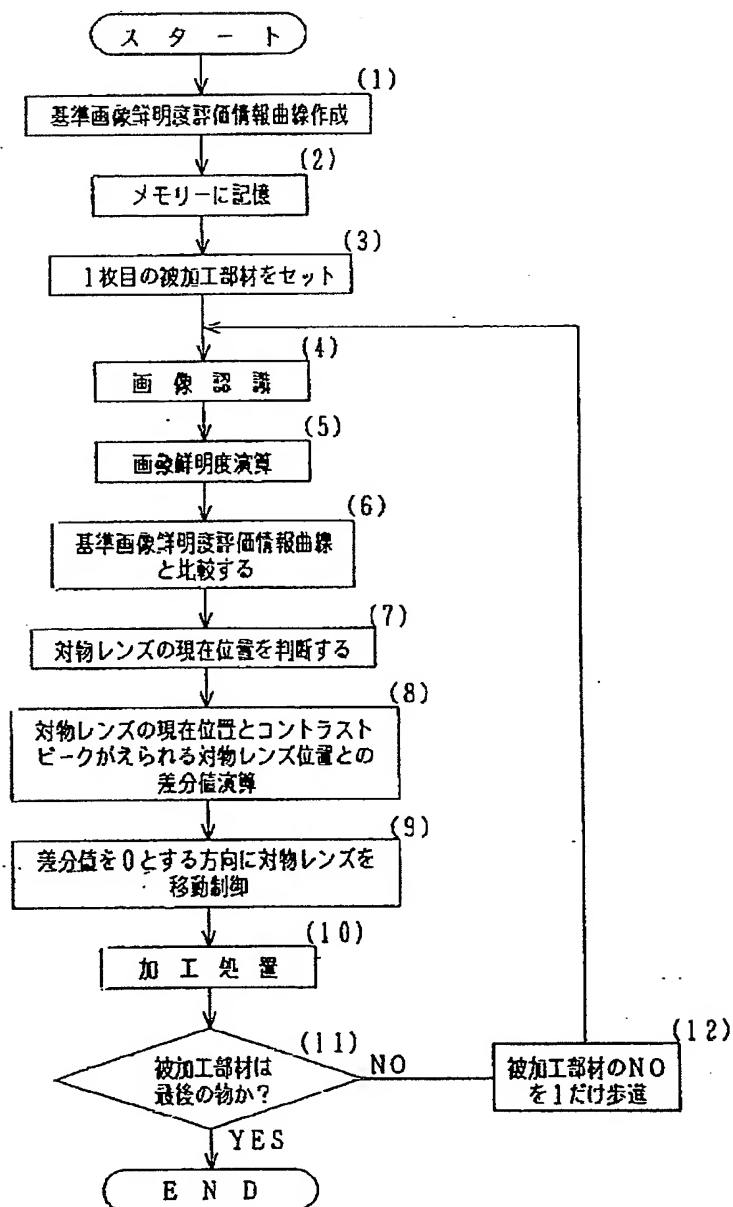 スタート
(1)
基準画像鮮明度評価情報曲線作成
(2)
メモリーに記憶
(3)
1枚目の被加工部材をセット
(4)
画像認識
(5)
画像鮮明度演算
(6)
基準画像鮮明度評価情報曲線
と比較する
(7)
対物レンズの現在位置を判断する
(8)
対物レンズの現在位置とコントラスト
ピークがえられる対物レンズ位置との
差分値演算
(9)
差分値を0とする方向に対物レンズを
移動制御
(10)
加工処置
(11)
被加工部材は
最後の物か?
NO
(12)
被加工部材のNO
を1だけ歩進
YES
END